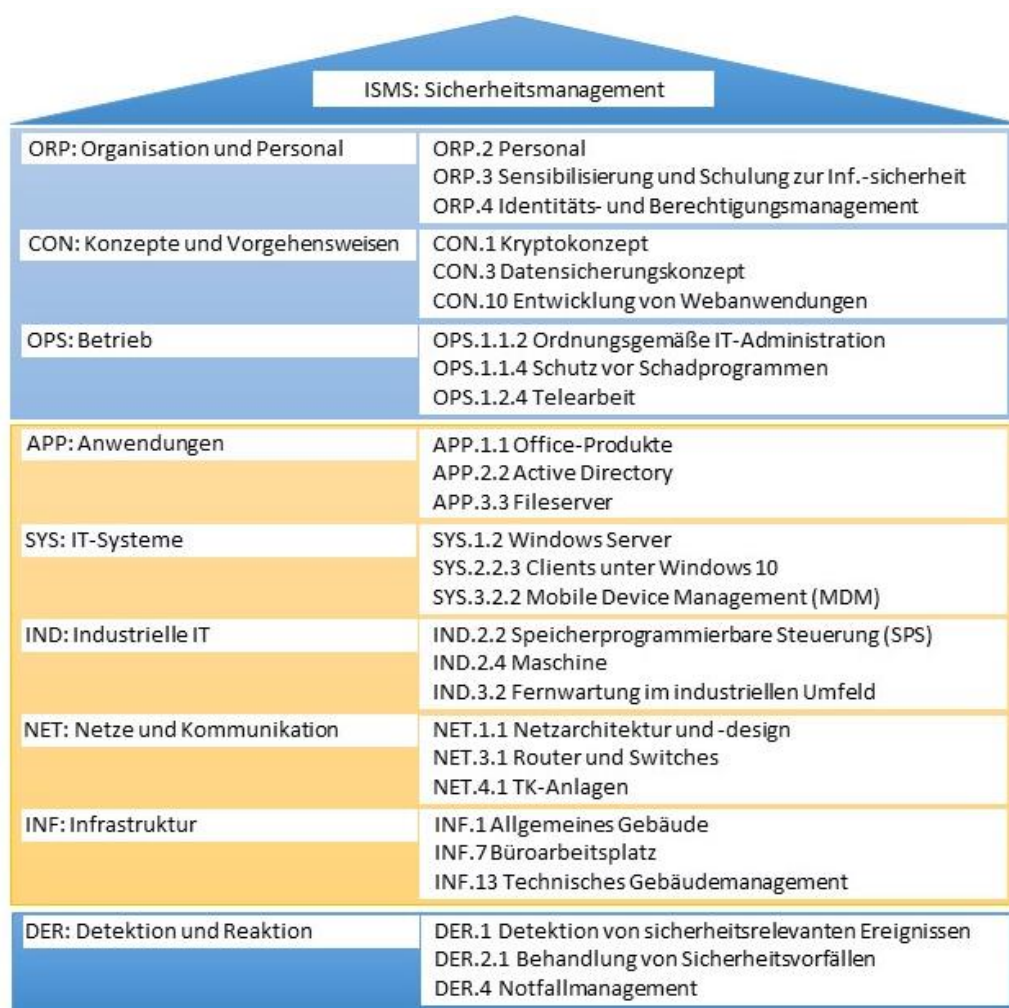 ISMS: Sicherheitsmanagement
ORP: Organisation und Personal
ORP.2 Personal
ORP.3 Sensibilisierung und Schulung zur Inf.-sicherheit
ORP.4 Identitäts- und Berechtigungsmanagement
CON: Konzepte und Vorgehensweisen
CON.1 Kryptokonzept
CON.3 Datensicherungskonzept
CON.10 Entwicklung von Webanwendungen
OPS: Betrieb
OPS.1.1.2 Ordnungsgemäße IT-Administration
OPS.1.1.4 Schutz vor Schadprogrammen
OPS.1.2.4 Telearbeit
APP: Anwendungen
APP.1.1 Office-Produkte
APP.2.2 Active Directory
APP.3.3 Fileserver
SYS: IT-Systeme
SYS.1.2 Windows Server
SYS.2.2.3 Clients unter Windows 10
SYS.3.2.2 Mobile Device Management (MDM)
IND: Industrielle IT
IND.2.2 Speicherprogrammierbare Steuerung (SPS)
IND.2.4 Maschine
IND.3.2 Fernwartung im industriellen Umfeld
NET: Netze und Kommunikation
NET.1.1 Netzarchitektur und -design
NET.3.1 Router und Switches
NET.4.1 TK-Anlagen
INF: Infrastruktur
INF.1 Allgemeines Gebäude
INF.7 Büroarbeitsplatz
INF.13 Technisches Gebäudemanagement
DER: Detektion und Reaktion
DER.1 Detektion von sicherheitsrelevanten Ereignissen
DER.2.1 Behandlung von Sicherheitsvorfällen
DER.4 Notfallmanagement